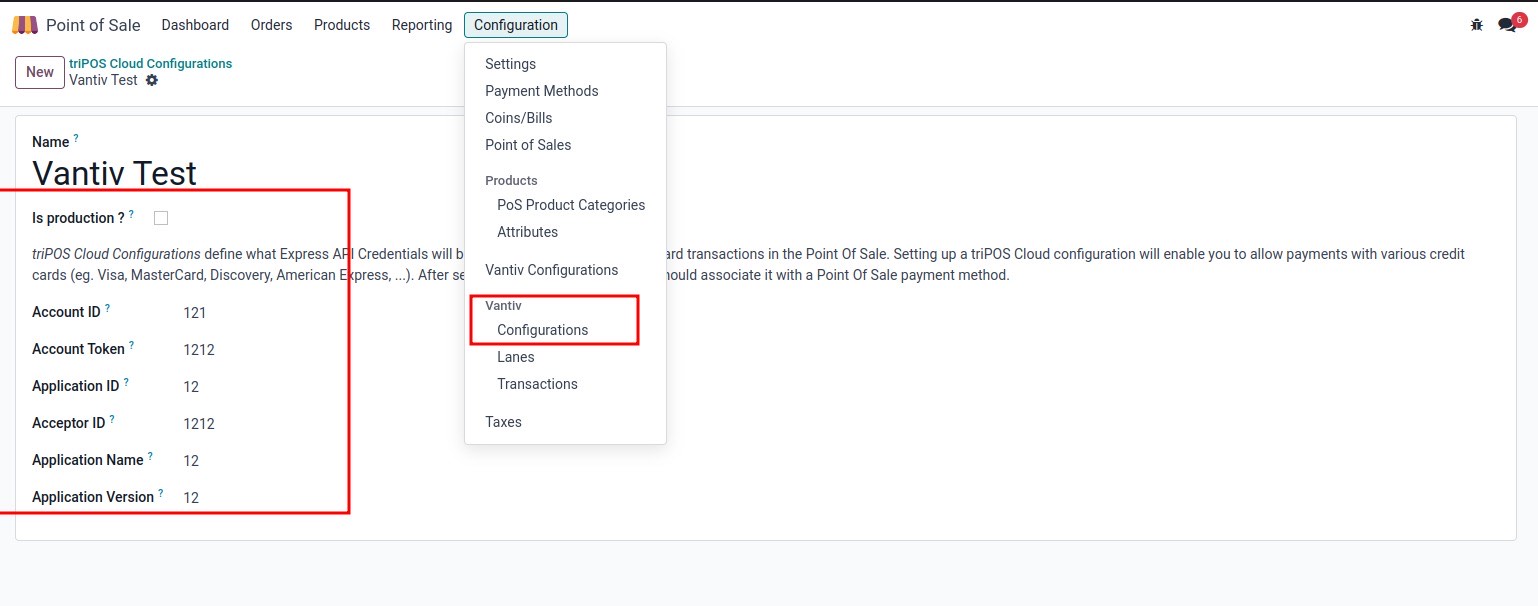 Point of Sale Dashboard Orders Products Reporting Configuration 6
New triPOS Cloud Configurations
Vantiv Test
Settings
Payment Methods
Coins/Bills
Point of Sales
Products
PoS Product Categories
Attributes
Vantiv Configurations
Vantiv
Configurations
Lanes
Transactions
Taxes
Name ?
Vantiv Test
Is production ? ?
triPOS Cloud Configurations define what Express API Credentials will b ard transactions in the Point Of Sale. Setting up a triPOS Cloud configuration will enable you to allow payments with various credit
cards (eg. Visa, MasterCard, Discovery, American Express, ...). After se ould associate it with a Point Of Sale payment method.
Account ID ? 121
Account Token ? 1212
Application ID ? 12
Acceptor ID ? 1212
Application Name ? 12
Application Version ? 12